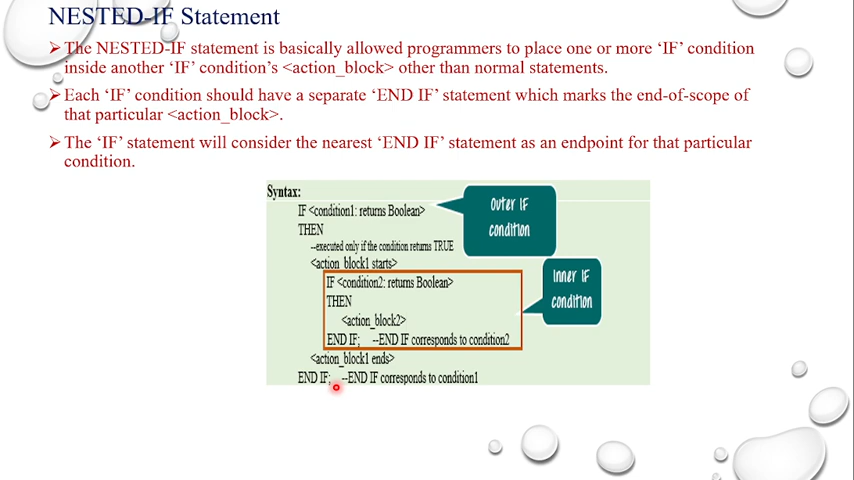 NESTED-IF Statement
➢The NESTED-IF statement is basically allowed programmers to place one or more ‘IF’ condition
inside another ‘IF’ condition’s <action_block> other than normal statements.
➢Each ‘IF’ condition should have a separate ‘END IF’ statement which marks the end-of-scope of
that particular <action_block>.
➢The ‘IF’ statement will consider the nearest ‘END IF’ statement as an endpoint for that particular
condition.
Syntax:
IF <condition1: returns Boolean>
THEN
--executed only if the condition returns TRUE
<action_block1 starts>
IF <condition2: returns Boolean>
THEN
<action_block2>
END IF; --END IF corresponds to condition2
<action_block1 ends>
END IF; --END IF corresponds to condition1
Outer IF
condition
Inner IF
condition